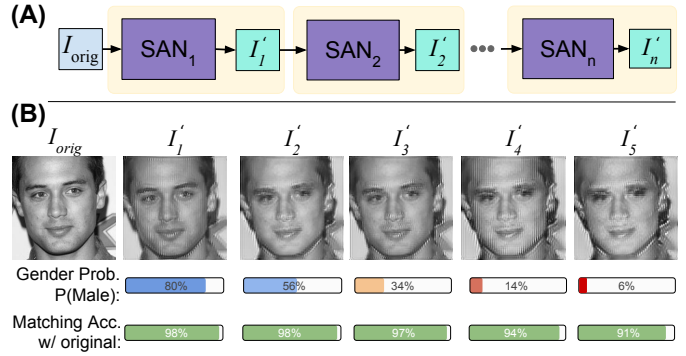 (A)
I_orig SAN_1 I'_1 SAN_2 I'_2 ••• SAN_n I'_n
(B)
I_orig I'_1 I'_2 I'_3 I'_4 I'_5
Gender Prob.
P(Male): 80% 56% 34% 14% 6%
Matching Acc.
w/ original: 98% 98% 97% 94% 91%